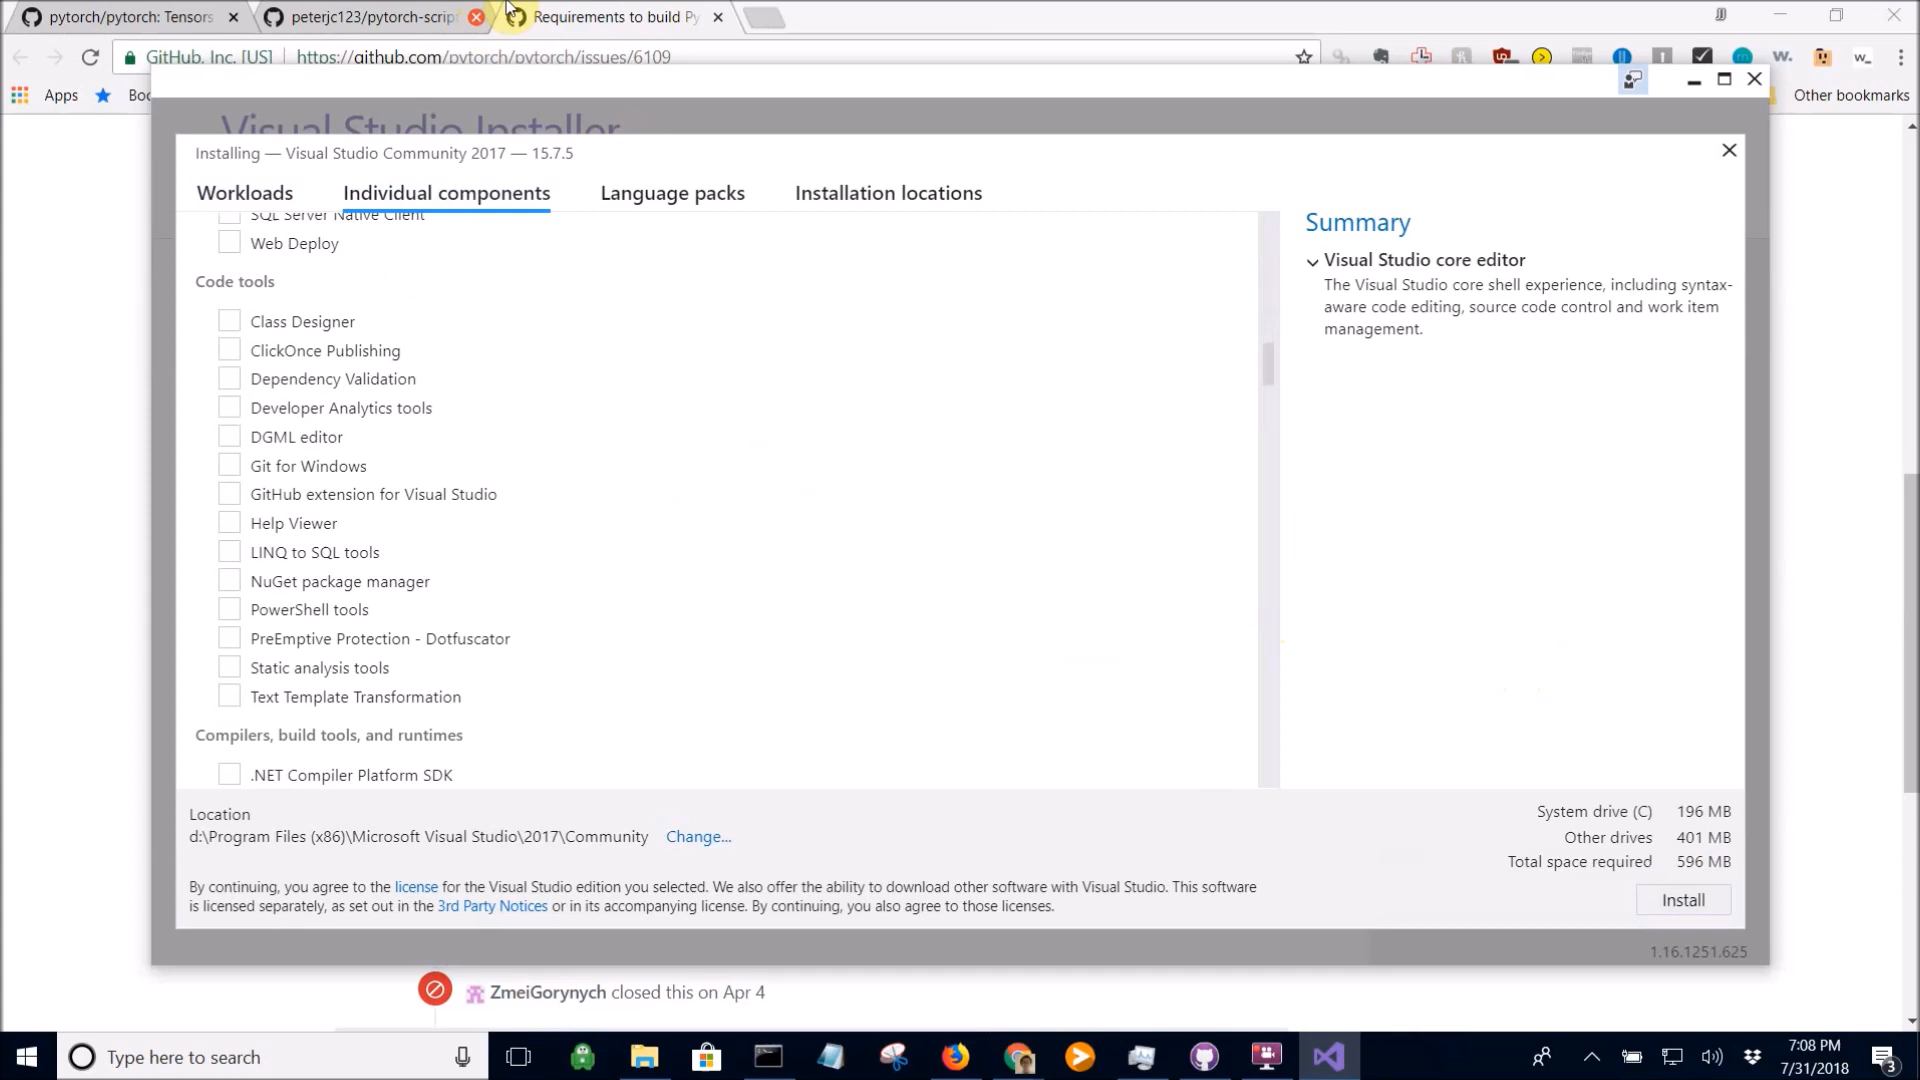 pytorch/pytorch: Tensors
peterjc123/pytorch-scrip
Requirements to build Py
GitHub, Inc. [US]
https://github.com/pytorch/pytorch/issues/6109
Apps
Other bookmarks
Visual Studio Installer
Installing — Visual Studio Community 2017 — 15.7.5
Workloads
Individual components
Language packs
Installation locations
SQL Server Native Client
Web Deploy
Code tools
Class Designer
ClickOnce Publishing
Dependency Validation
Developer Analytics tools
DGML editor
Git for Windows
GitHub extension for Visual Studio
Help Viewer
LINQ to SQL tools
NuGet package manager
PowerShell tools
PreEmptive Protection - Dotfuscator
Static analysis tools
Text Template Transformation
Compilers, build tools, and runtimes
.NET Compiler Platform SDK
Summary
Visual Studio core editor
The Visual Studio core shell experience, including syntax-
aware code editing, source code control and work item
management.
Location
d:\Program Files (x86)\Microsoft Visual Studio\2017\Community Change...
By continuing, you agree to the license for the Visual Studio edition you selected. We also offer the ability to download other software with Visual Studio. This software
is licensed separately, as set out in the 3rd Party Notices or in its accompanying license. By continuing, you also agree to those licenses.
System drive (C) 196 MB
Other drives 401 MB
Total space required 596 MB
Install
1.16.1251.625
ZmeiGorynych closed this on Apr 4
Type here to search
7:08 PM
7/31/2018
3